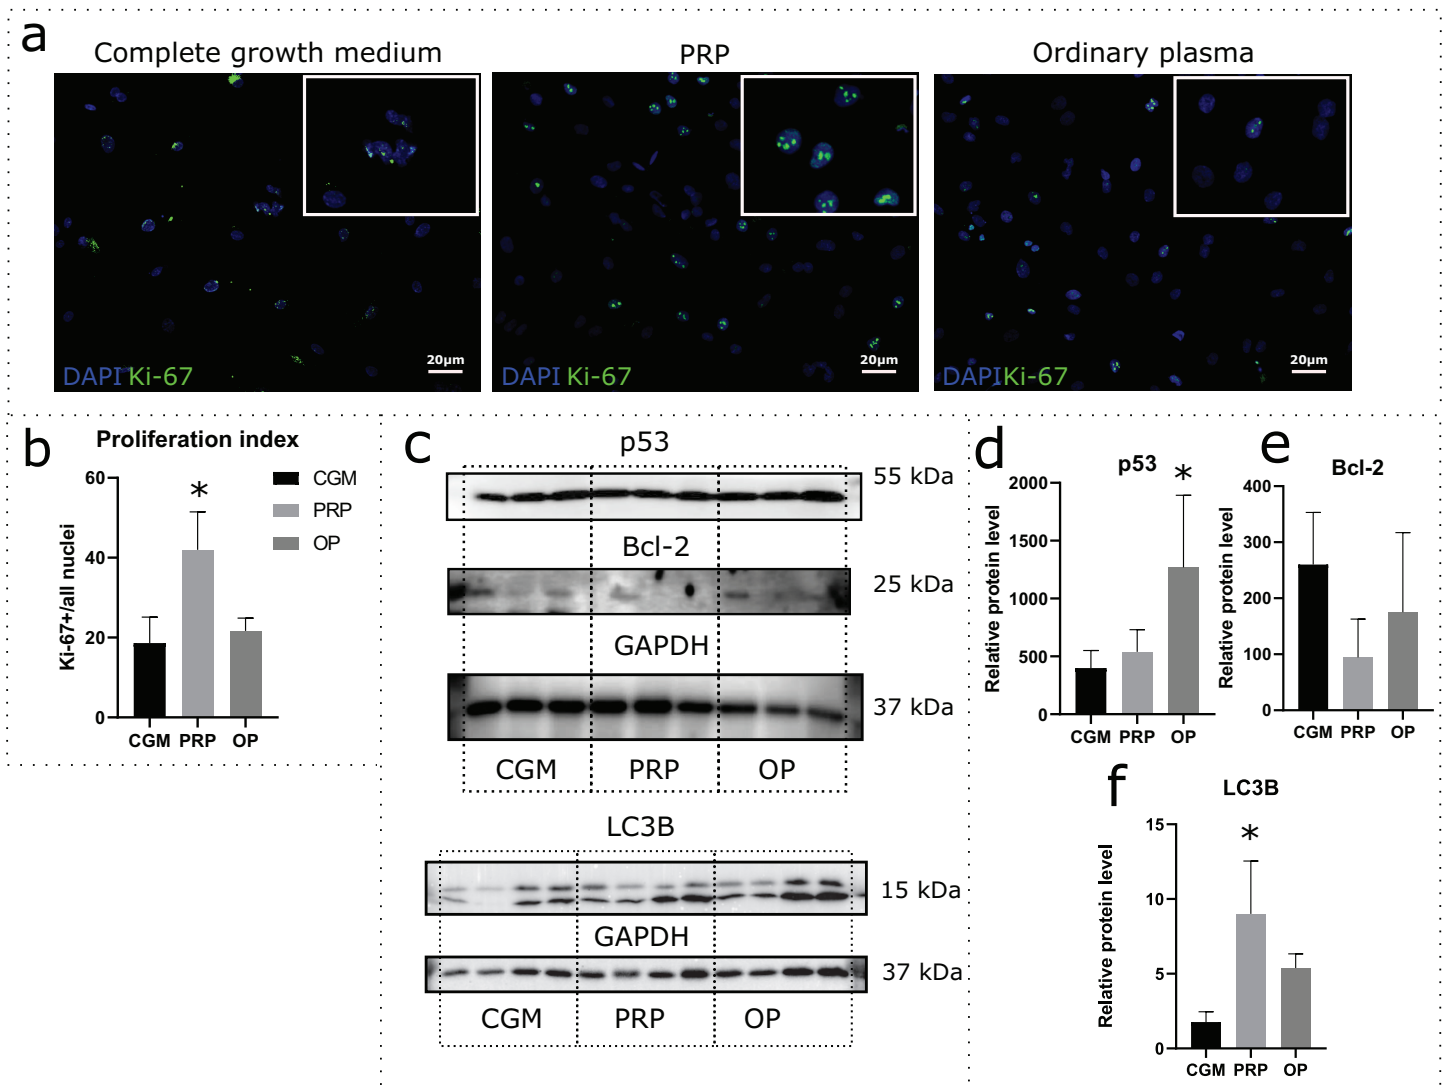 a
Complete growth medium
PRP
Ordinary plasma
DAPI Ki-67
20µm
DAPI Ki-67
20µm
DAPI Ki-67
20µm
b
Proliferation index
Ki-67+/all nuclei
60
40
20
0
CGM PRP OP
*
CGM
PRP
OP
c
p53
55 kDa
Bcl-2
25 kDa
GAPDH
37 kDa
CGM PRP OP
LC3B
15 kDa
GAPDH
37 kDa
CGM PRP OP
d
p53
*
Relative protein level
2000
1500
1000
500
0
CGM PRP OP
e
Bcl-2
Relative protein level
400
300
200
100
0
CGM PRP OP
f
LC3B
*
Relative protein level
15
10
5
0
CGM PRP OP